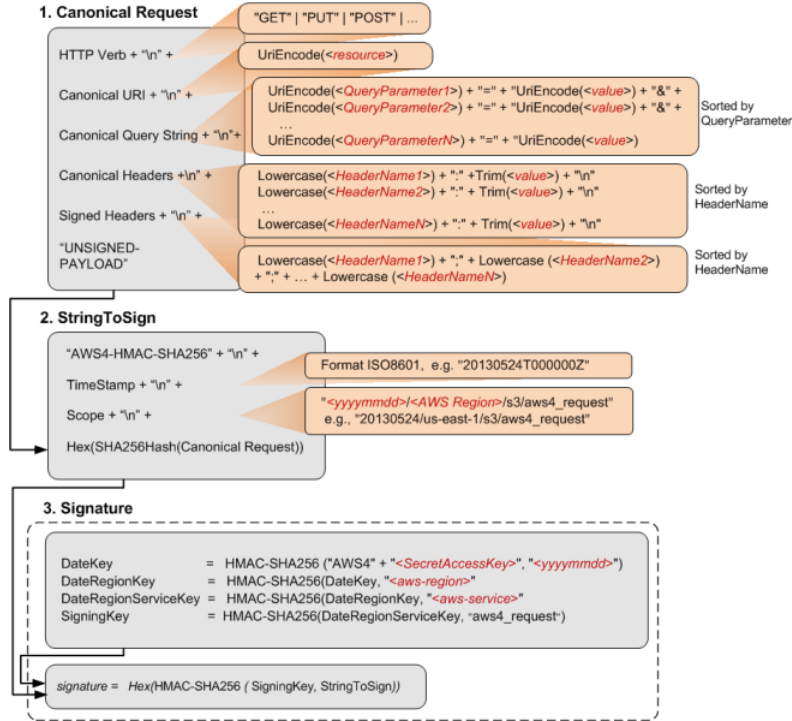 1. Canonical Request
"GET" | "PUT" | "POST" | ...
HTTP Verb + “\n” +
UriEncode(<resource>)
Canonical URI + “\n” +
UriEncode(<QueryParameter1>) + "=" + "UriEncode(<value>) + "&" +
UriEncode(<QueryParameter2>) + "=" + "UriEncode(<value>) + "&" +
...
UriEncode(<QueryParameterN>) + "=" + "UriEncode(<value>)
Sorted by
QueryParameter
Canonical Query String + “\n”+
Canonical Headers +\n” +
Lowercase(<HeaderName1>) + ":" +Trim(<value>) + "\n"
Lowercase(<HeaderName2>) + ":" + Trim(<value>) + "\n"
...
Lowercase(<HeaderNameN>) + ":" + Trim(<value>) + "\n"
Sorted by
HeaderName
Signed Headers + “\n” +
“UNSIGNED-
PAYLOAD”
Lowercase(<HeaderName1>) + ";" + Lowercase (<HeaderName2>)
+ ";" + ... + Lowercase (<HeaderNameN>)
Sorted by
HeaderName
2. StringToSign
“AWS4-HMAC-SHA256” + “\n” +
Format ISO8601, e.g. "20130524T000000Z"
TimeStamp + “\n” +
"<yyyymmdd>/<AWS Region>/s3/aws4_request"
e.g., "20130524/us-east-1/s3/aws4_request"
Scope + “\n” +
Hex(SHA256Hash(Canonical Request))
3. Signature
DateKey = HMAC-SHA256 ("AWS4" + "<SecretAccessKey>", "<yyyymmdd>")
DateRegionKey = HMAC-SHA256(DateKey, "<aws-region>"
DateRegionServiceKey = HMAC-SHA256(DateRegionKey, "<aws-service>"
SigningKey = HMAC-SHA256(DateRegionServiceKey, "aws4_request")
signature = Hex(HMAC-SHA256 ( SigningKey, StringToSign))